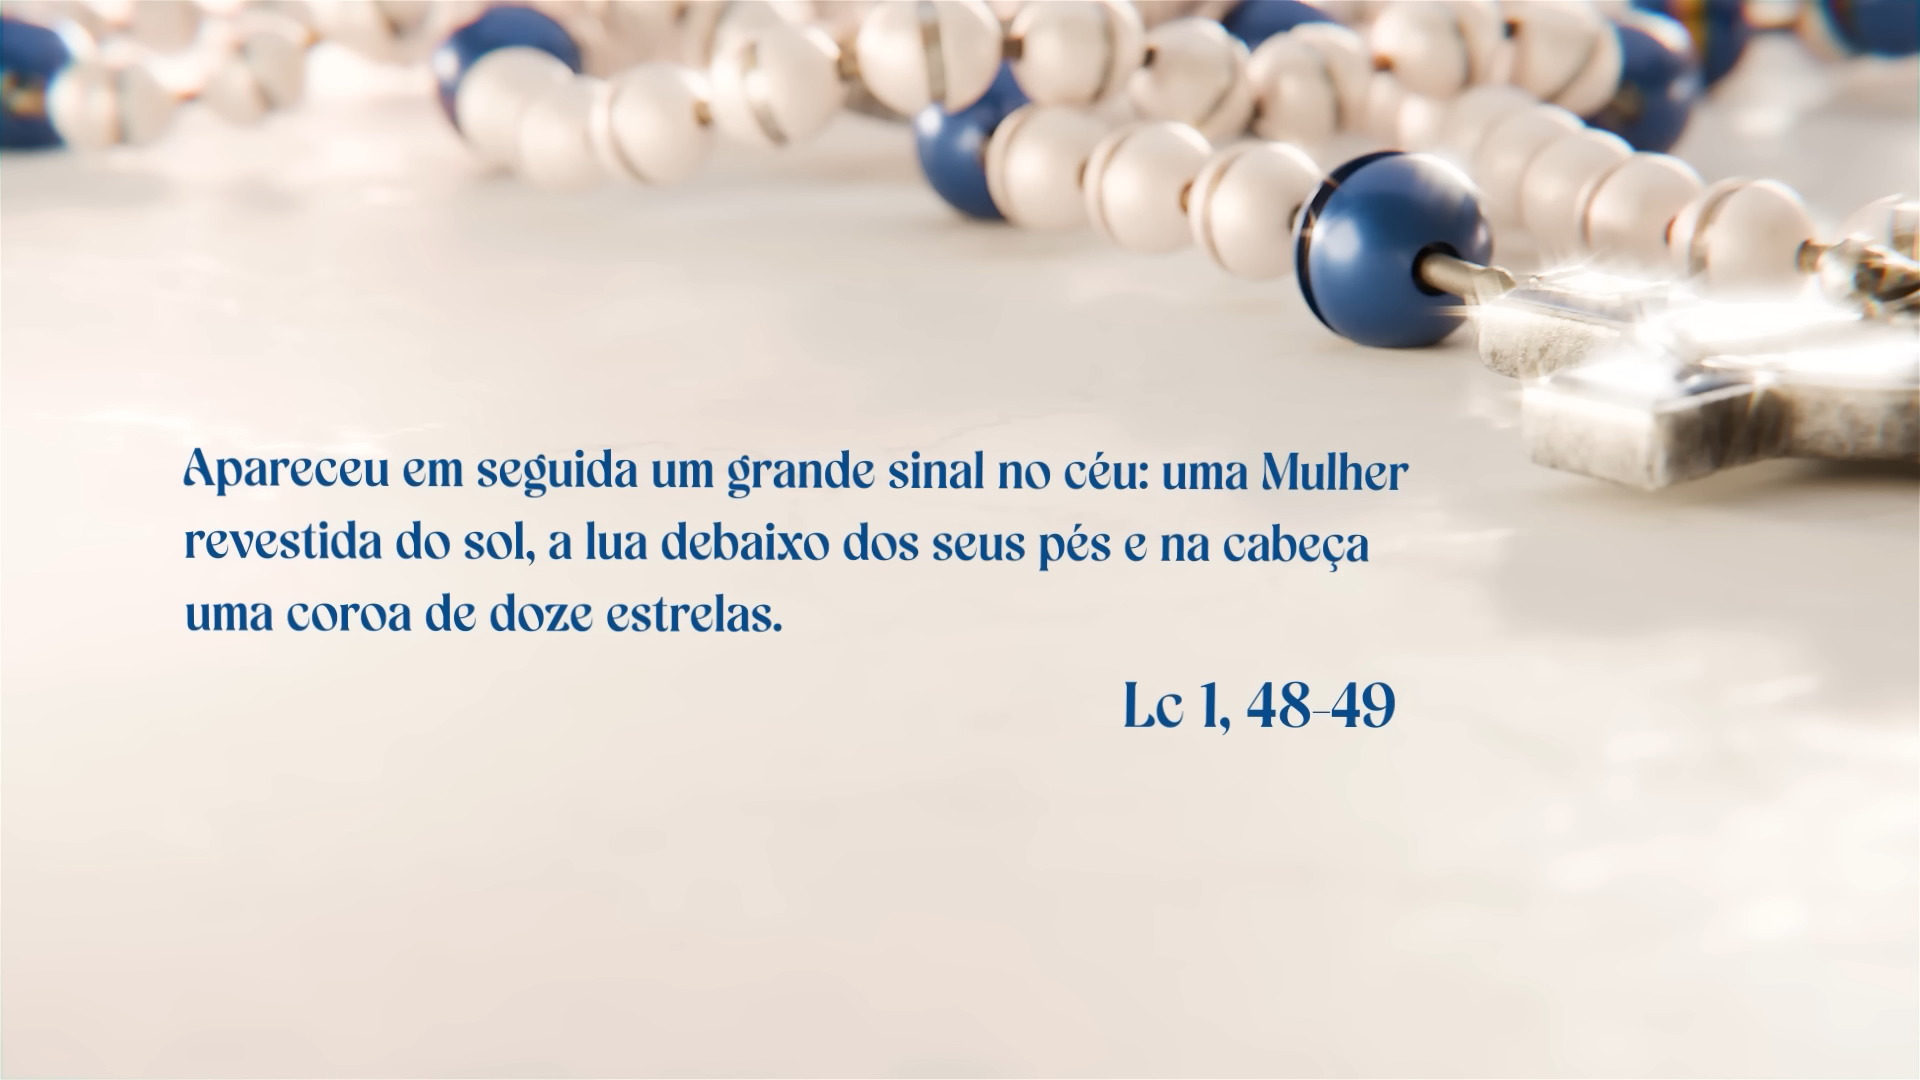 Apareceu em seguida um grande sinal no céu: uma Mulher
revestida do sol, a lua debaixo dos seus pés e na cabeça
uma coroa de doze estrelas.
Lc 1, 48-49